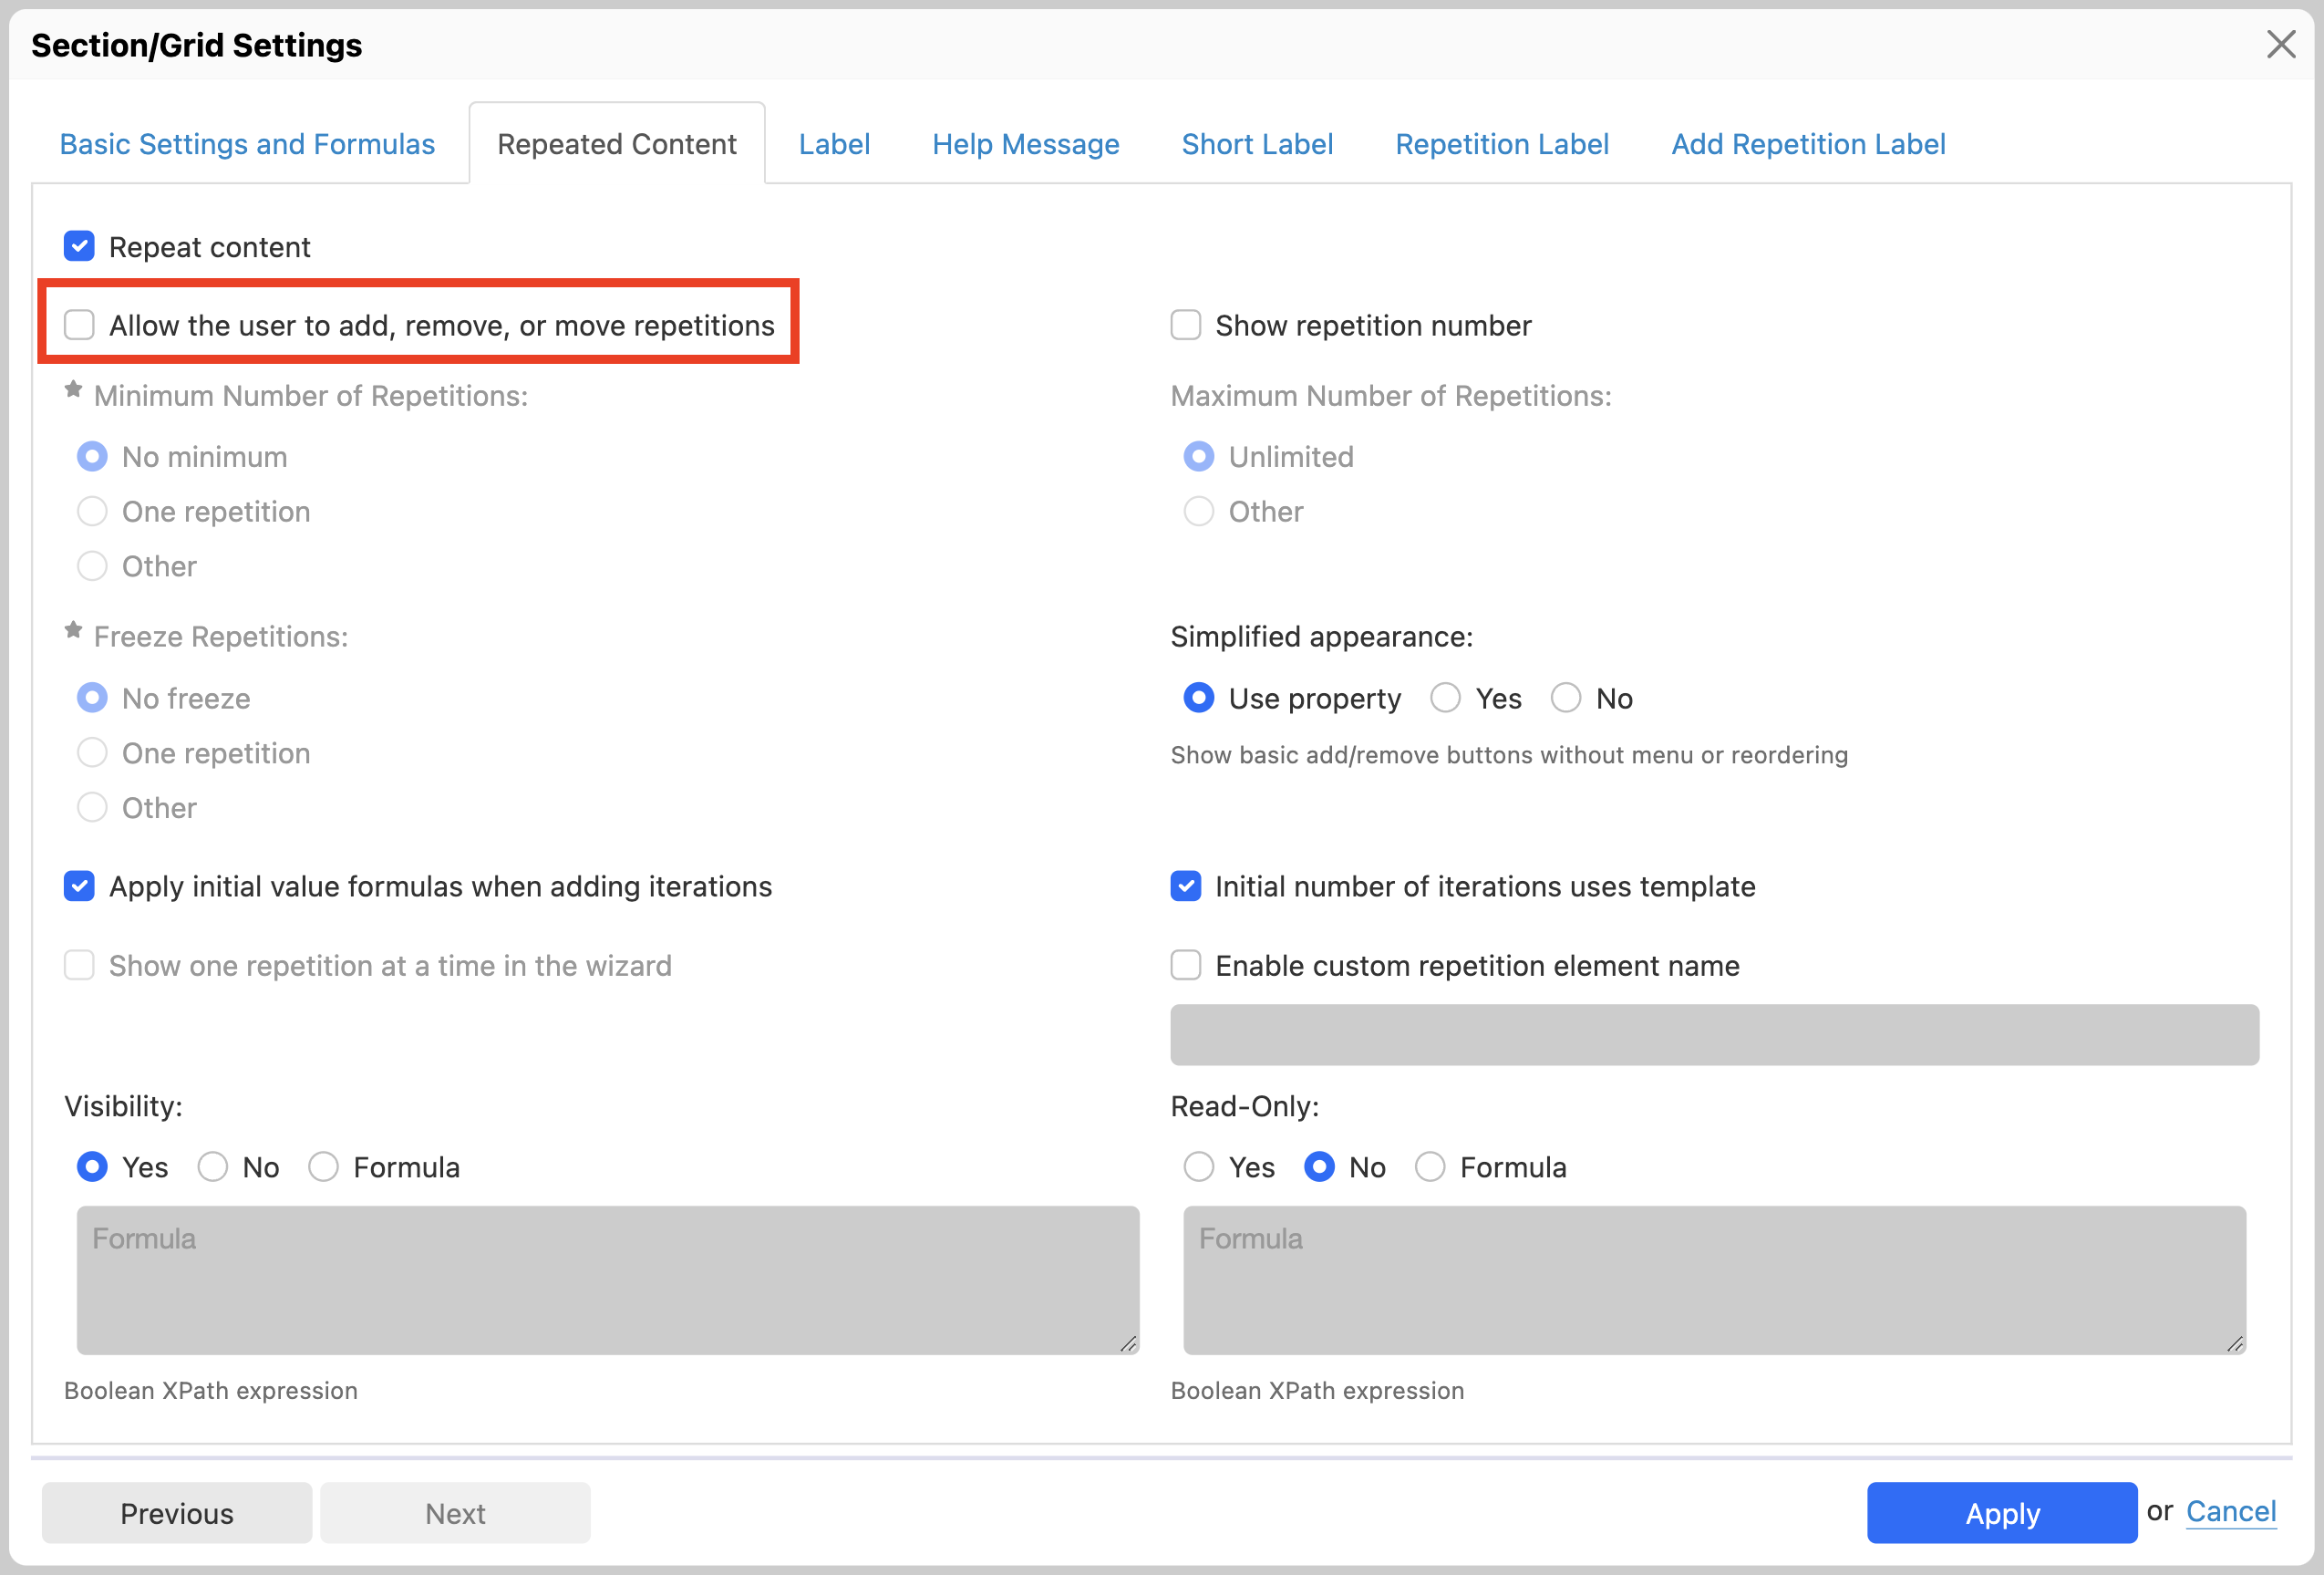 Section/Grid Settings
Basic Settings and Formulas Repeated Content Label Help Message Short Label Repetition Label Add Repetition Label
Repeat content
Allow the user to add, remove, or move repetitions Show repetition number
Minimum Number of Repetitions: Maximum Number of Repetitions:
No minimum Unlimited
One repetition Other
Other
Freeze Repetitions: Simplified appearance:
No freeze Use property Yes No
One repetition Show basic add/remove buttons without menu or reordering
Other
Apply initial value formulas when adding iterations Initial number of iterations uses template
Show one repetition at a time in the wizard Enable custom repetition element name
Visibility: Read-Only:
Yes No Formula Yes No Formula
Formula Formula
Boolean XPath expression Boolean XPath expression
Previous Next Apply or Cancel